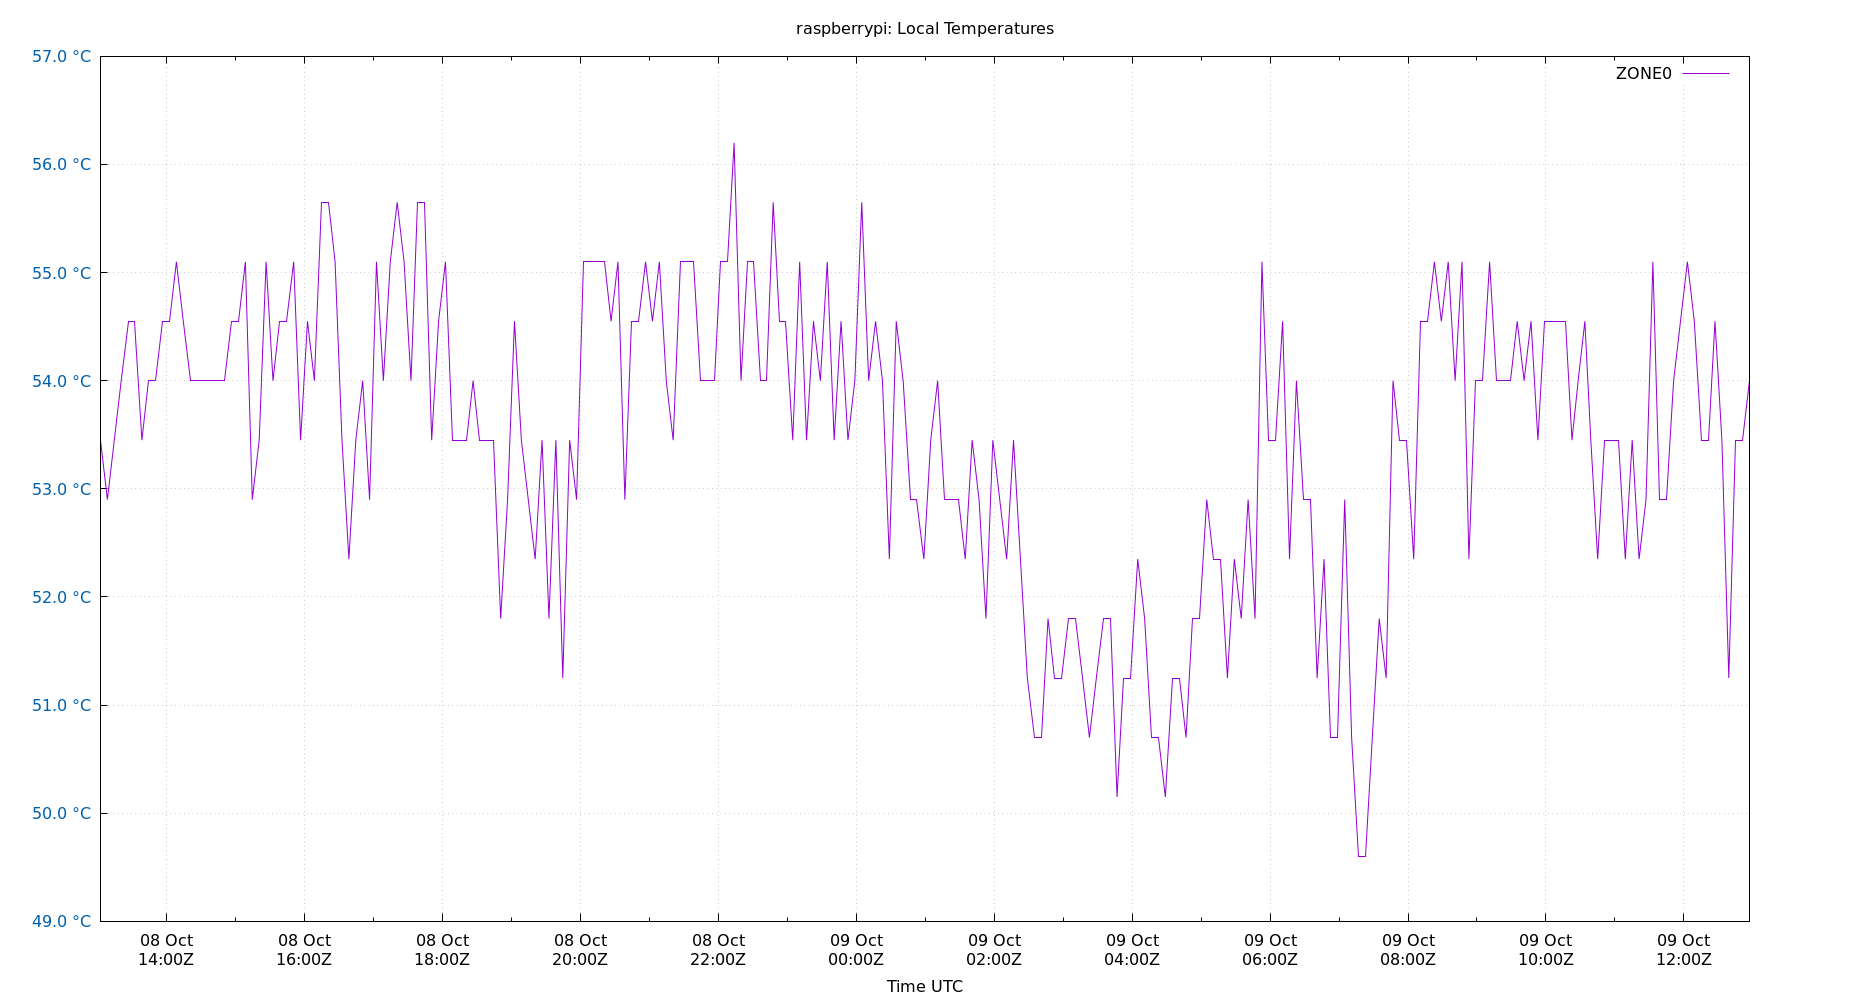 raspberrypi: Local Temperatures
57.0 °C
ZONE0
56.0 °C
55.0 °C
54.0 °C
53.0 °C
52.0 °C
51.0 °C
50.0 °C
49.0 °C
08 Oct 08 Oct 08 Oct 08 Oct 08 Oct 09 Oct 09 Oct 09 Oct 09 Oct 09 Oct 09 Oct 09 Oct
14:00Z 16:00Z 18:00Z 20:00Z 22:00Z 00:00Z 02:00Z 04:00Z 06:00Z 08:00Z 10:00Z 12:00Z
Time UTC